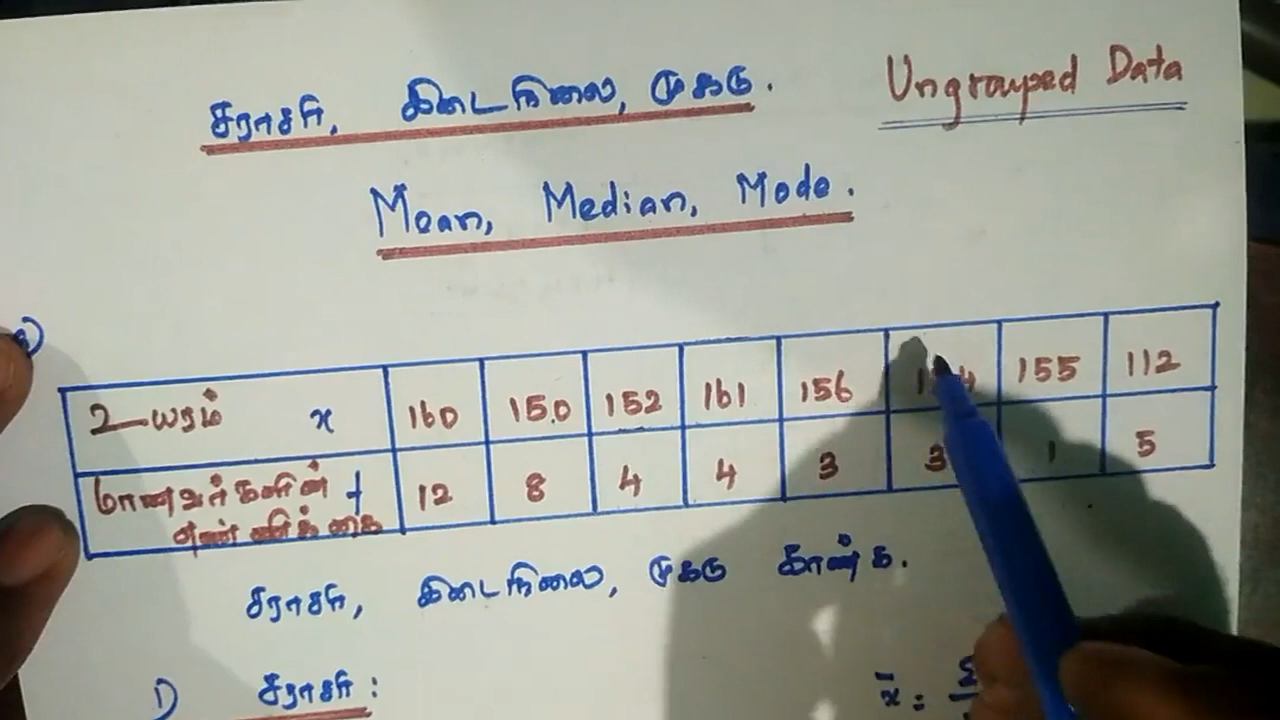 சராசரி, இடைநிலை, முகடு.
Ungrouped Data
Mean, Median, Mode.
உயரம் x 160 150 152 161 156 155 112
மாணவர்களின் f 12 8 4 4 3 3 1 5
எண்ணிக்கை
சராசரி, இடைநிலை, முகடு காண்க.
1) சராசரி : x̄ =